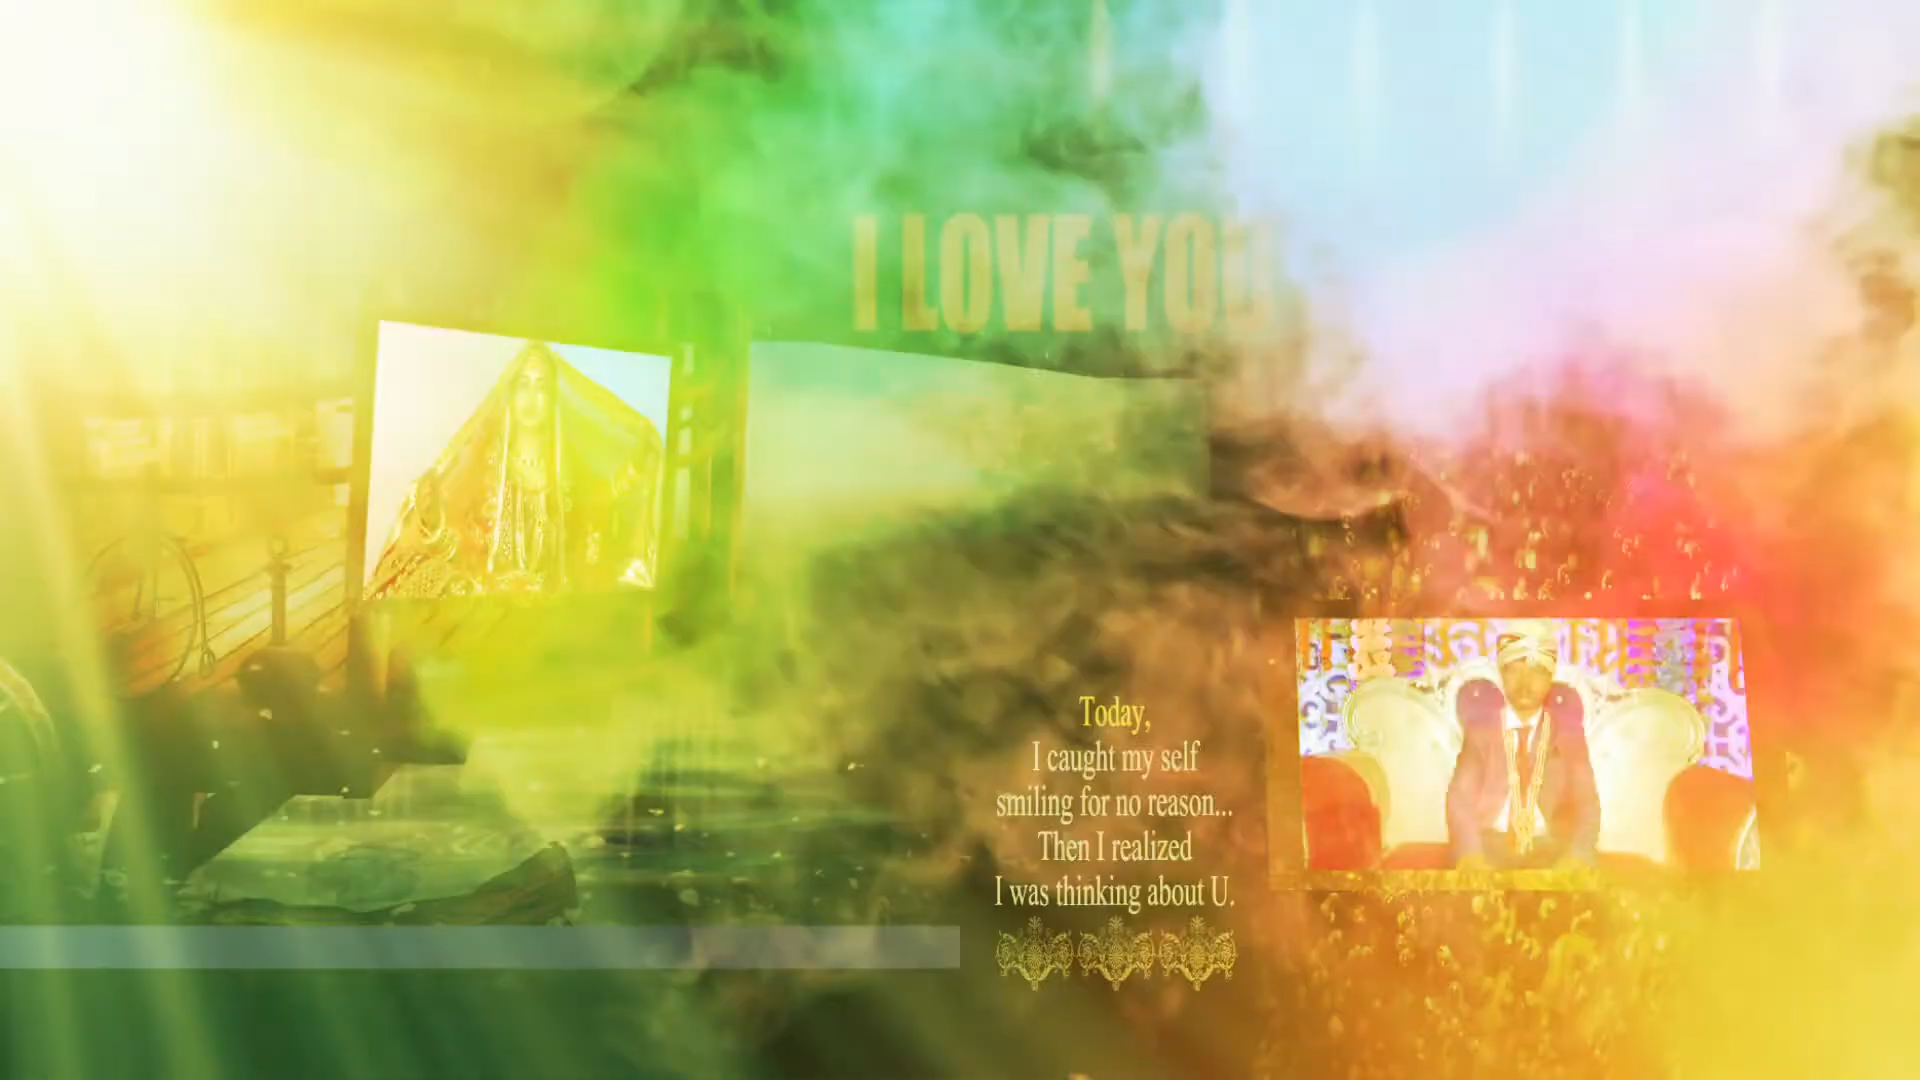 I LOVE YOU
Today,
I caught my self
smiling for no reason...
Then I realized
I was thinking about U.